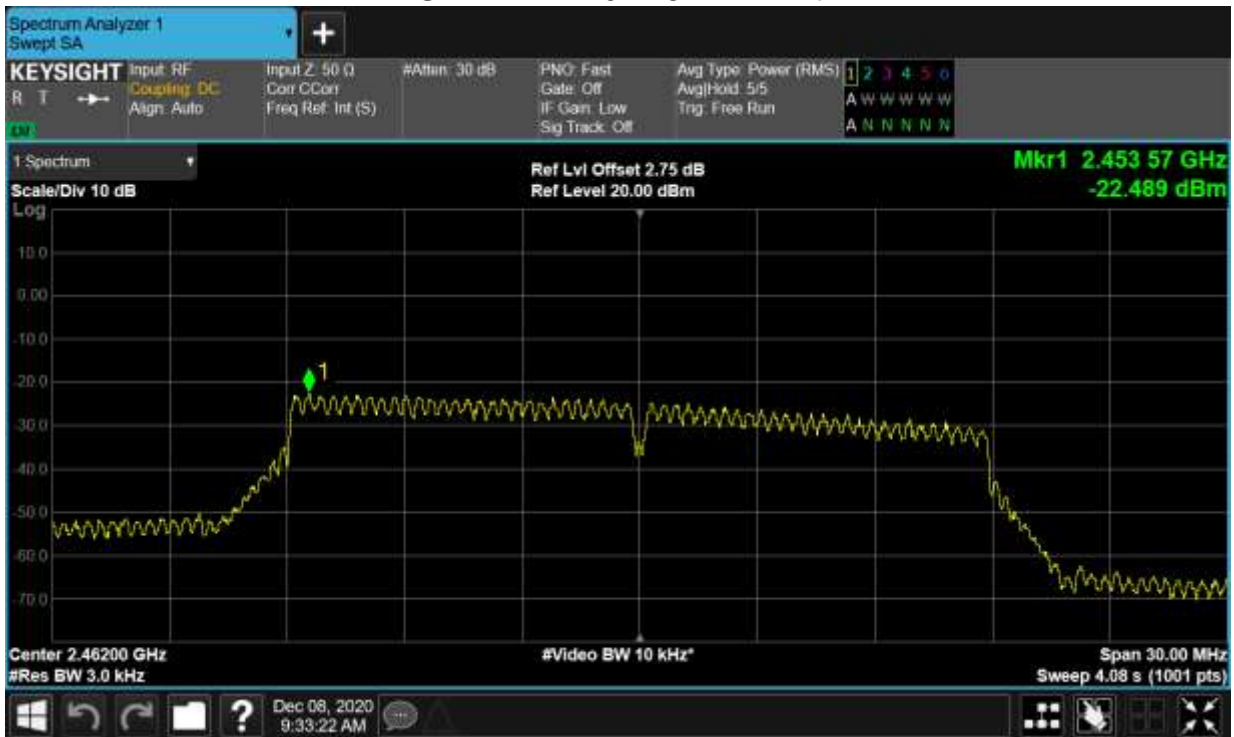 Spectrum Analyzer 1
Swept SA
+
KEYSIGHT Input: RF Input Z: 50 Ω #Atten: 30 dB PNO: Fast Avg Type: Power (RMS) 1 2 3 4 5 6
R T Coupling: DC Corr CCorr Gate: Off Avg|Hold: 5/5 A W W W W W
Align: Auto Freq Ref: Int (S) IF Gain: Low Trig: Free Run
Sig Track: Off A N N N N N
1 Spectrum Ref Lvl Offset 2.75 dB Mkr1 2.453 57 GHz
Scale/Div 10 dB Ref Level 20.00 dBm -22.489 dBm
Log
10.0
0.00
-10.0
1
-20.0
-30.0
-40.0
-50.0
-60.0
-70.0
Center 2.46200 GHz #Video BW 10 kHz* Span 30.00 MHz
#Res BW 3.0 kHz Sweep 4.08 s (1001 pts)
? Dec 08, 2020
9:33:22 AM